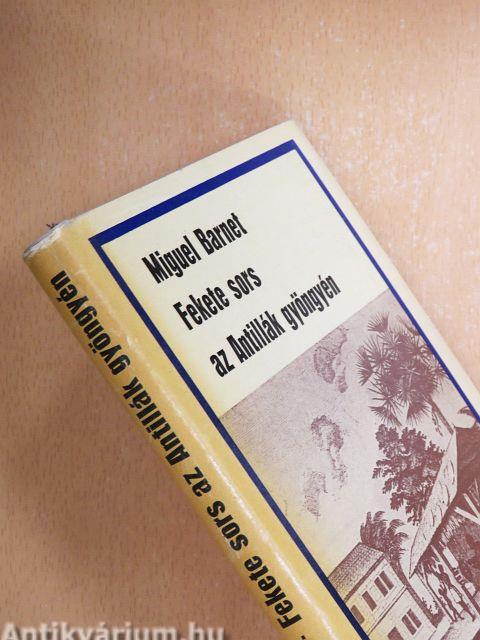 Miguel Barnet
Fekete sors
az Antillák gyöngyén
Fekete sors az Antillák gyöngyén
Antikvárium.hu